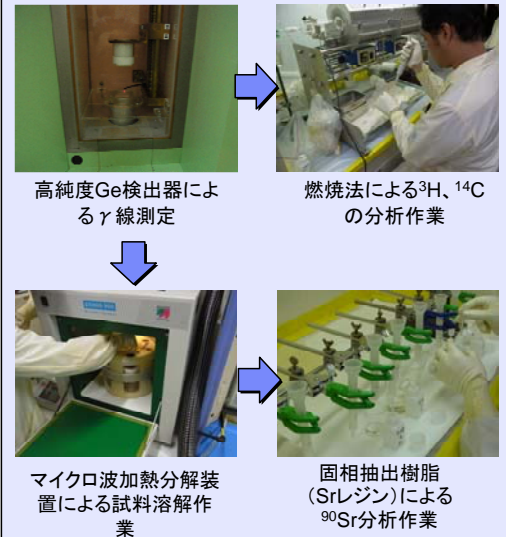 高純度Ge検出器によ
るγ線測定
燃焼法による³H、¹⁴C
の分析作業
マイクロ波加熱分解装
置による試料溶解作
業
固相抽出樹脂
(Srレジン)による
⁹⁰Sr分析作業